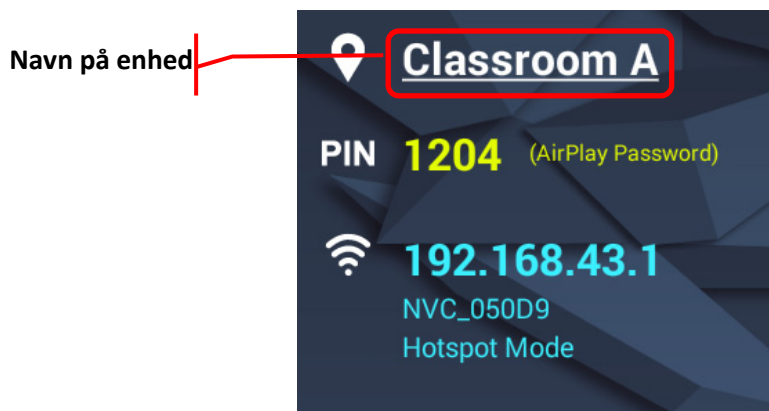 Navn på enhed
Classroom A
PIN 1204 (AirPlay Password)
192.168.43.1
NVC_050D9
Hotspot Mode